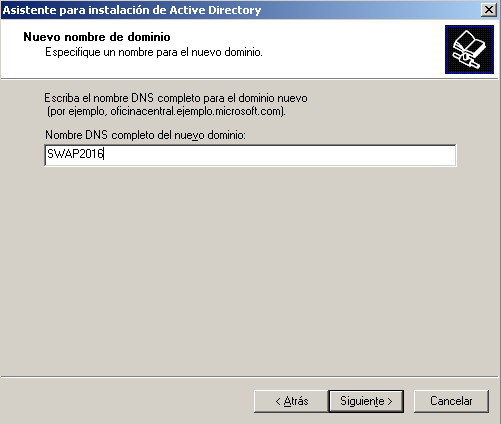 Asistente para instalación de Active Directory
Nuevo nombre de dominio
Especifique un nombre para el nuevo dominio.
Escriba el nombre DNS completo para el dominio nuevo
(por ejemplo, oficinacentral.ejemplo.microsoft.com).
Nombre DNS completo del nuevo dominio:
SWAP2016
< Atrás
Siguiente >
Cancelar